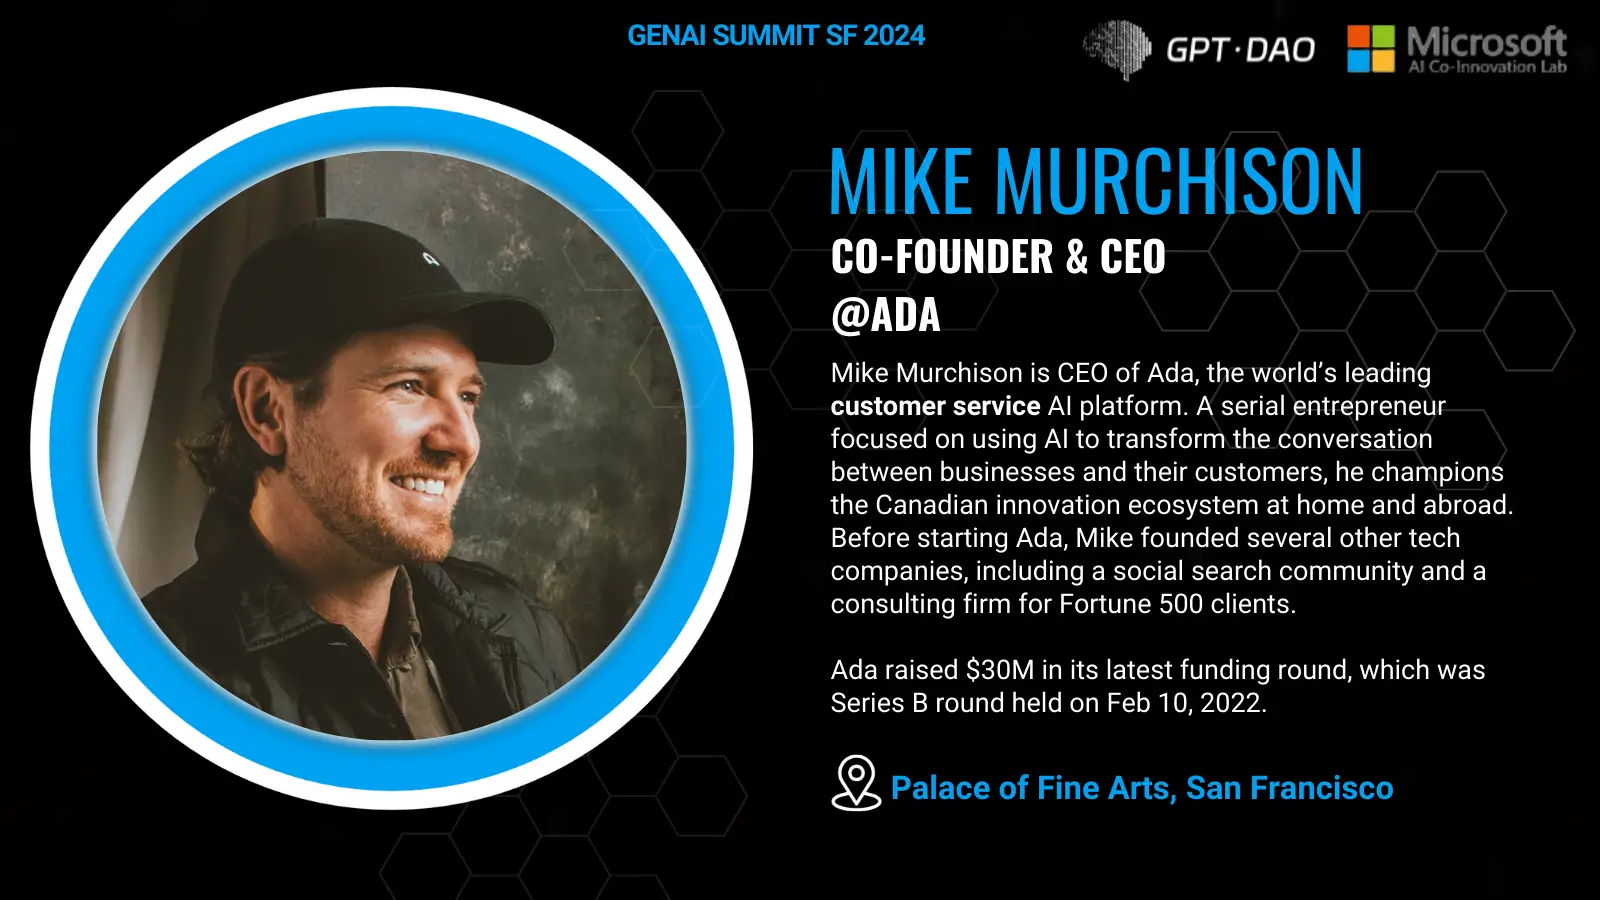 GENAI SUMMIT SF 2024
GPT·DAO
Microsoft
AI Co-Innovation Lab
MIKE MURCHISON
CO-FOUNDER & CEO
@ADA
Mike Murchison is CEO of Ada, the world’s leading
customer service AI platform. A serial entrepreneur
focused on using AI to transform the conversation
between businesses and their customers, he champions
the Canadian innovation ecosystem at home and abroad.
Before starting Ada, Mike founded several other tech
companies, including a social search community and a
consulting firm for Fortune 500 clients.
Ada raised $30M in its latest funding round, which was
Series B round held on Feb 10, 2022.
Palace of Fine Arts, San Francisco